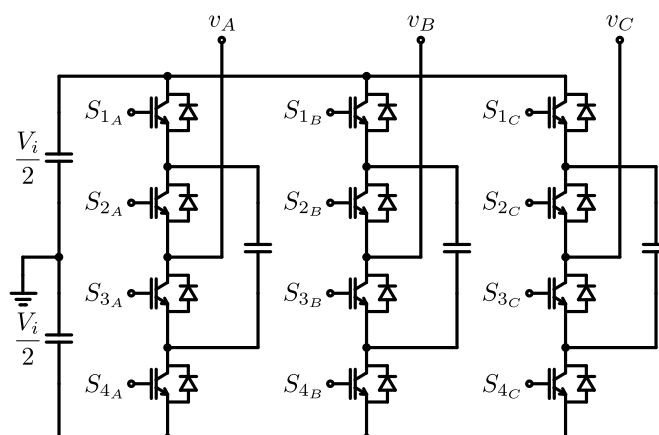 v_A v_B v_C
S_{1_A} S_{1_B} S_{1_C}
V_i/2
S_{2_A} S_{2_B} S_{2_C}
S_{3_A} S_{3_B} S_{3_C}
V_i/2
S_{4_A} S_{4_B} S_{4_C}